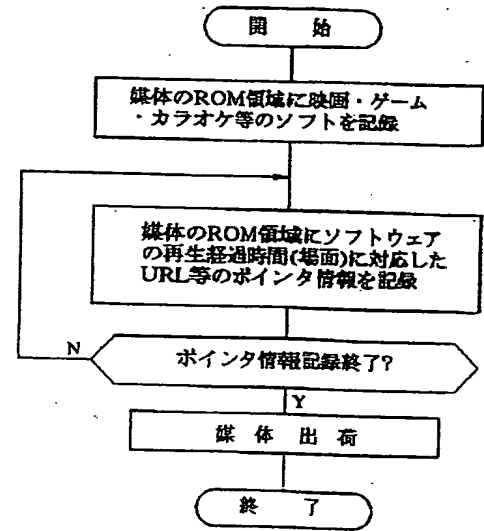 開 始
媒体のROM領域に映画・ゲーム
・カラオケ等のソフトを記録
媒体のROM領域にソフトウェア
の再生経過時間(場面)に対応した
URL等のポインタ情報を記録
N
ポインタ情報記録終了?
Y
媒 体 出 荷
終 了